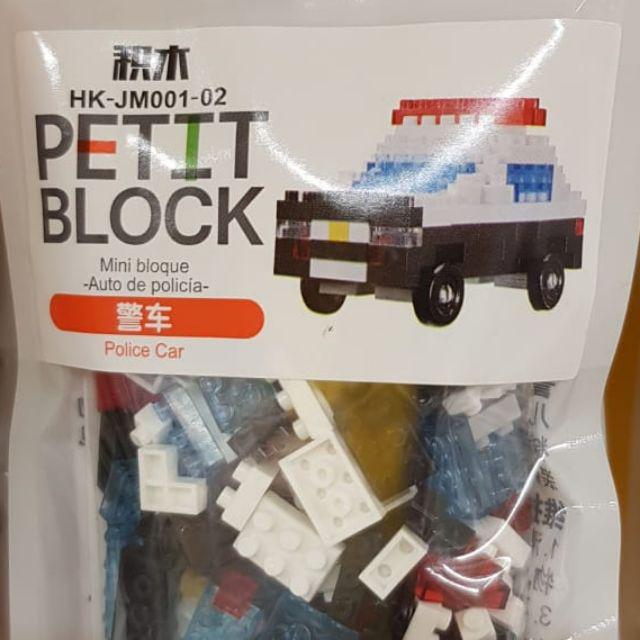 积木
HK-JM001-02
PETIT
BLOCK
Mini bloque
-Auto de policía-
警车
Police Car